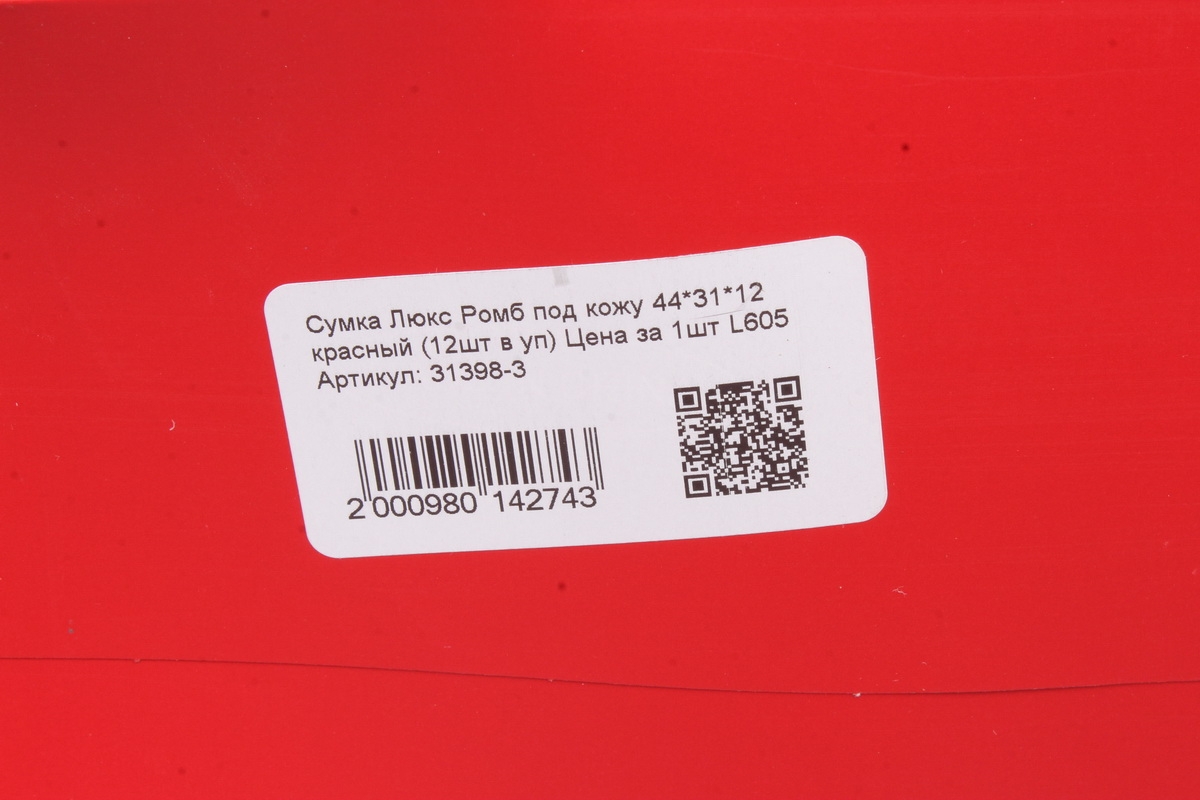 Сумка Люкс Ромб под кожу 44*31*12
красный (12шт в уп) Цена за 1шт L605
Артикул: 31398-3
2 000980 142743